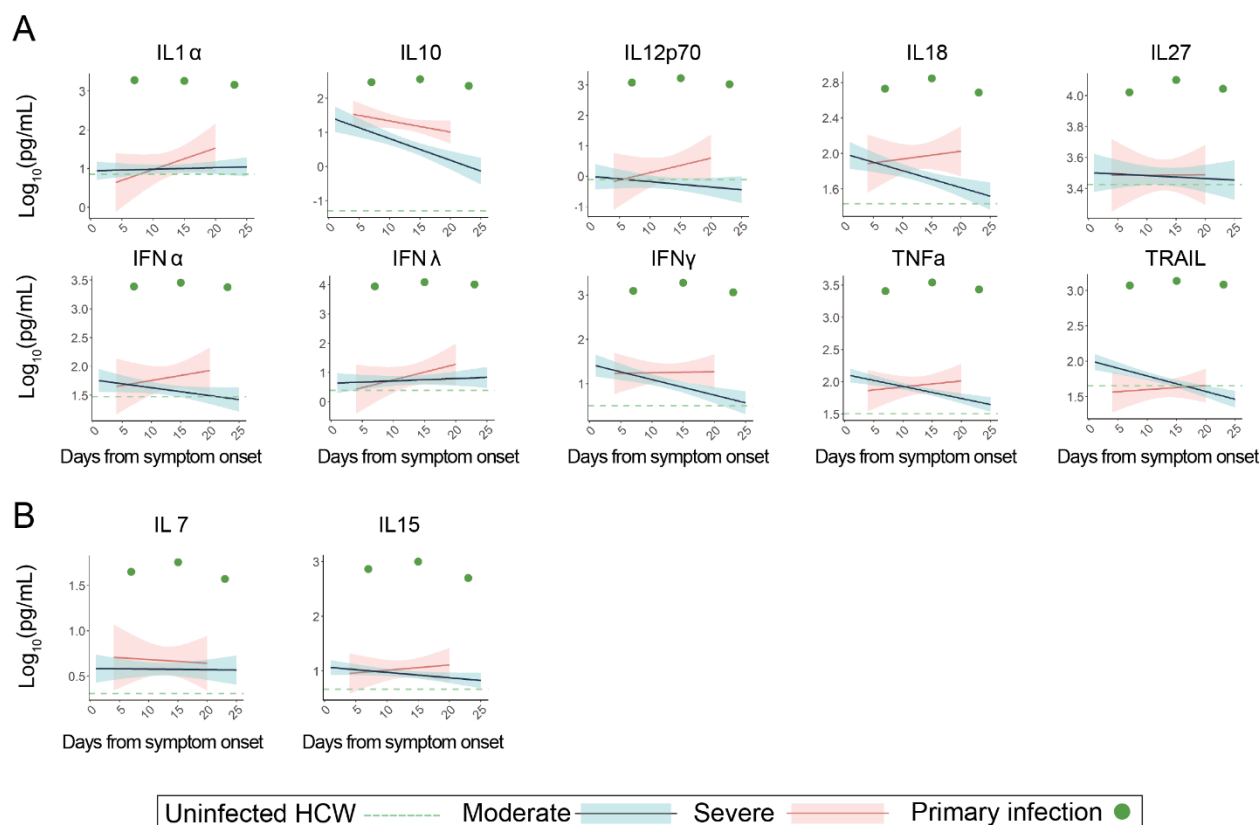 A
IL1 α
IL10
IL12p70
IL18
IL27
Log10(pg/mL)
3
2
1
0
0 5 10 15 20 25
2
1
0
-1
0 5 10 15 20 25
3
2
1
0
-1
0 5 10 15 20 25
2.8
2.4
2.0
1.6
0 5 10 15 20 25
4.0
3.8
3.6
3.4
0 5 10 15 20 25
IFN α
IFN λ
IFNγ
TNFa
TRAIL
Log10(pg/mL)
3.5
3.0
2.5
2.0
1.5
0 5 10 15 20 25
4
3
2
1
0
0 5 10 15 20 25
3
2
1
0
0 5 10 15 20 25
3.5
3.0
2.5
2.0
1.5
0 5 10 15 20 25
3.0
2.5
2.0
1.5
0 5 10 15 20 25
Days from symptom onset
Days from symptom onset
Days from symptom onset
Days from symptom onset
Days from symptom onset
B
IL 7
IL15
Log10(pg/mL)
1.5
1.0
0.5
0 5 10 15 20 25
3
2
1
0 5 10 15 20 25
Days from symptom onset
Days from symptom onset
Uninfected HCW Moderate Severe Primary infection